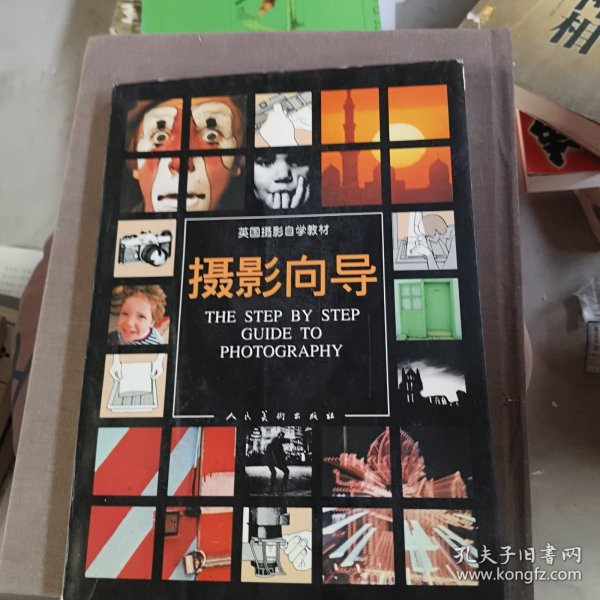 相
英国摄影自学教材
摄影向导
THE STEP BY STEP
GUIDE TO
PHOTOGRAPHY
人民美术出版社
孔夫子旧书网
www.kongfz.com